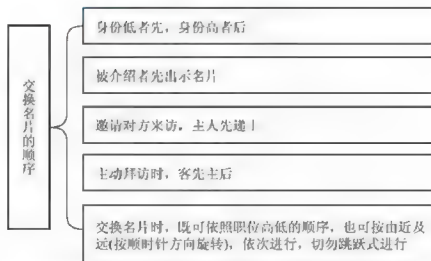 交换名片的顺序
身份低者先，身份高者后
被介绍者先出示名片
邀请对方来访，主人先递上
主动拜访时，客先主后
交换名片时，既可依照职位高低的顺序，也可按由近及
远(按顺时针方向旋转)，依次进行，切勿跳跃式进行